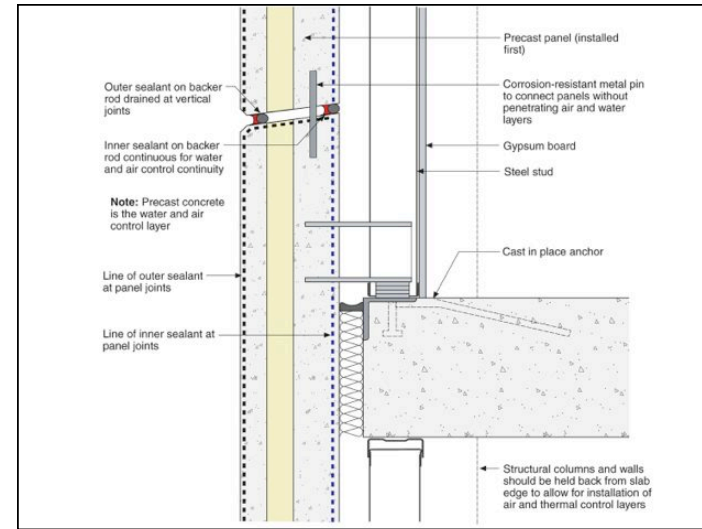 Outer sealant on backer
rod drained at vertical
joints
Inner sealant on backer
rod continuous for water
and air control continuity
Note: Precast concrete
is the water and air
control layer
Line of outer sealant
at panel joints
Line of inner sealant at
panel joints
Precast panel (installed
first)
Corrosion-resistant metal pin
to connect panels without
penetrating air and water
layers
Gypsum board
Steel stud
Cast in place anchor
Structural columns and walls
should be held back from slab
edge to allow for installation of
air and thermal control layers